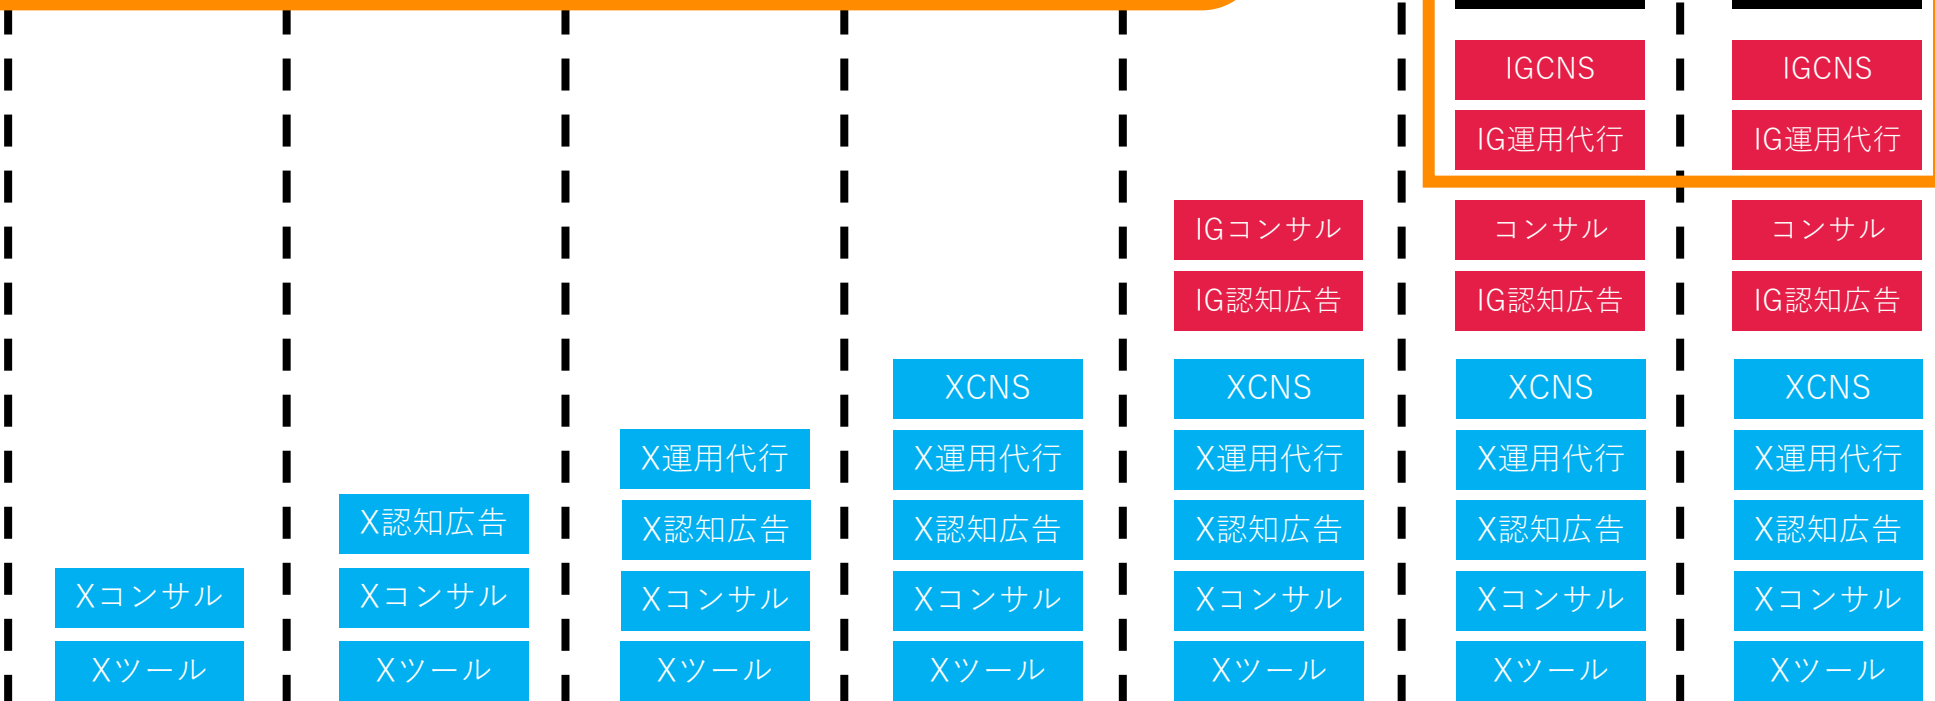 IGCNS
IGCNS
IG運用代行
IG運用代行
IGコンサル
コンサル
コンサル
IG認知広告
IG認知広告
IG認知広告
XCNS
XCNS
XCNS
XCNS
X運用代行
X運用代行
X運用代行
X運用代行
X運用代行
X認知広告
X認知広告
X認知広告
X認知広告
X認知広告
X認知広告
Xコンサル
Xコンサル
Xコンサル
Xコンサル
Xコンサル
Xコンサル
Xコンサル
Xツール
Xツール
Xツール
Xツール
Xツール
Xツール
Xツール